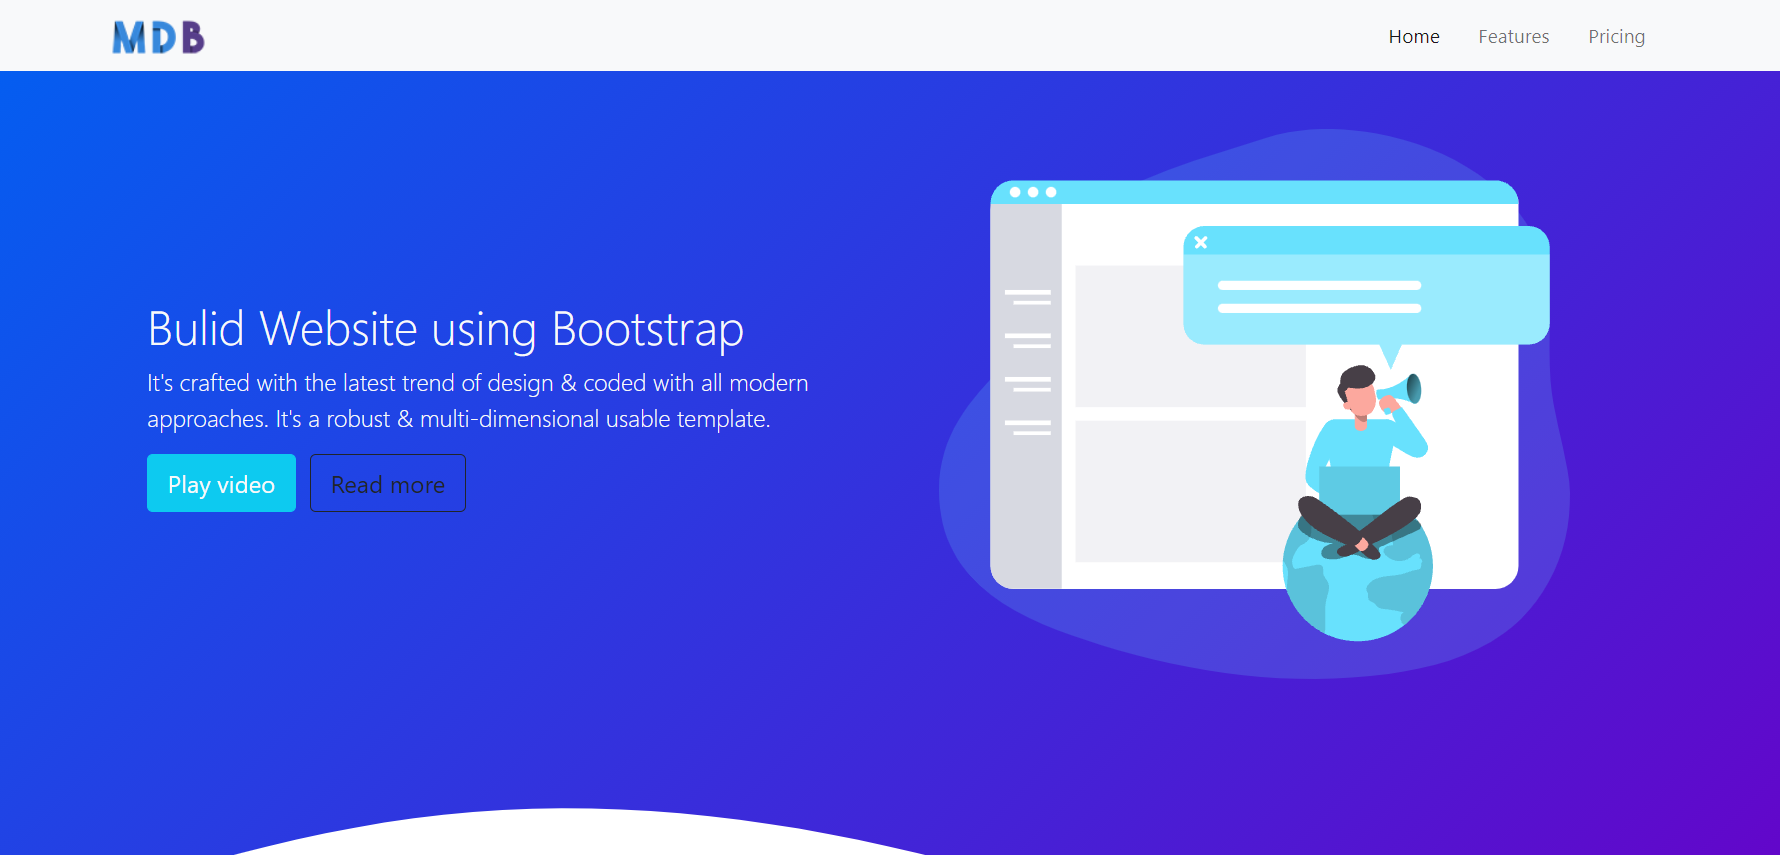 MDB
Home Features Pricing
Bulid Website using Bootstrap
It's crafted with the latest trend of design & coded with all modern
approaches. It's a robust & multi-dimensional usable template.
Play video Read more